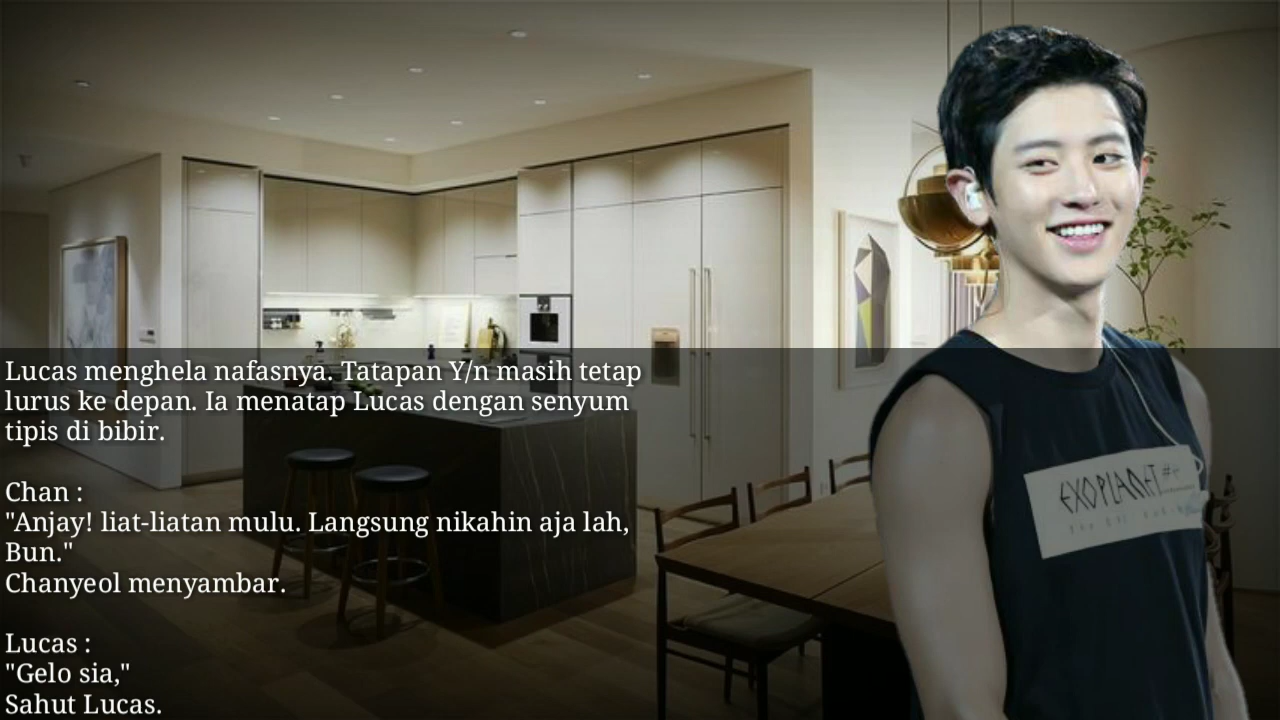 Lucas menghela nafasnya. Tatapan Y/n masih tetap
lurus ke depan. Ia menatap Lucas dengan senyum
tipis di bibir.
Chan :
"Anjay! liat-liatan mulu. Langsung nikahin aja lah,
Bun."
Chanyeol menyambar.
Lucas :
"Gelo sia,"
Sahut Lucas.
EXOPLANET #